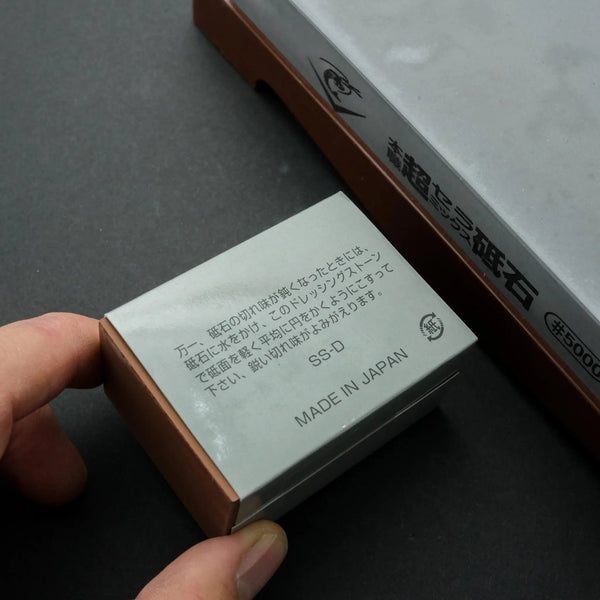 万一、砥石の切れ味が鈍くなったときには、
砥石に水をかけ、このドレッシングストーン
で砥面を軽く平均に円をかくようにこすって
下さい、鋭い切れ味がよみがえります。
SS-D
MADE IN JAPAN
紙
超セラ
ミックス
砥石
#5000